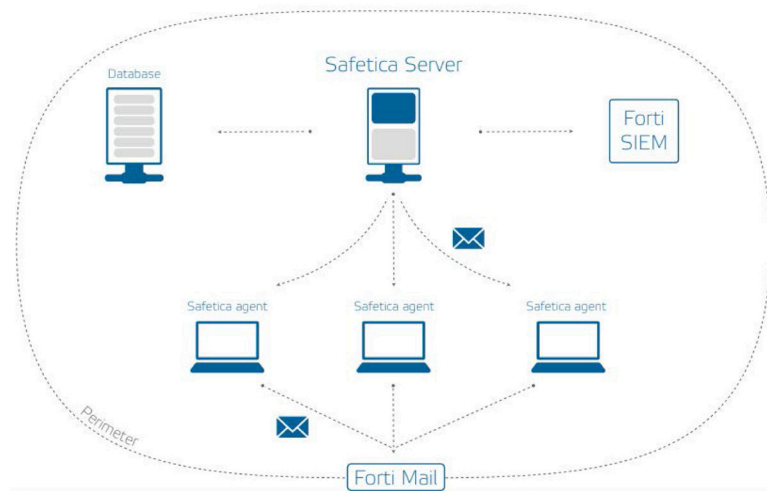 Safetica Server
Database
Forti
SIEM
Safetica agent
Safetica agent
Safetica agent
Perimeter
Forti Mail